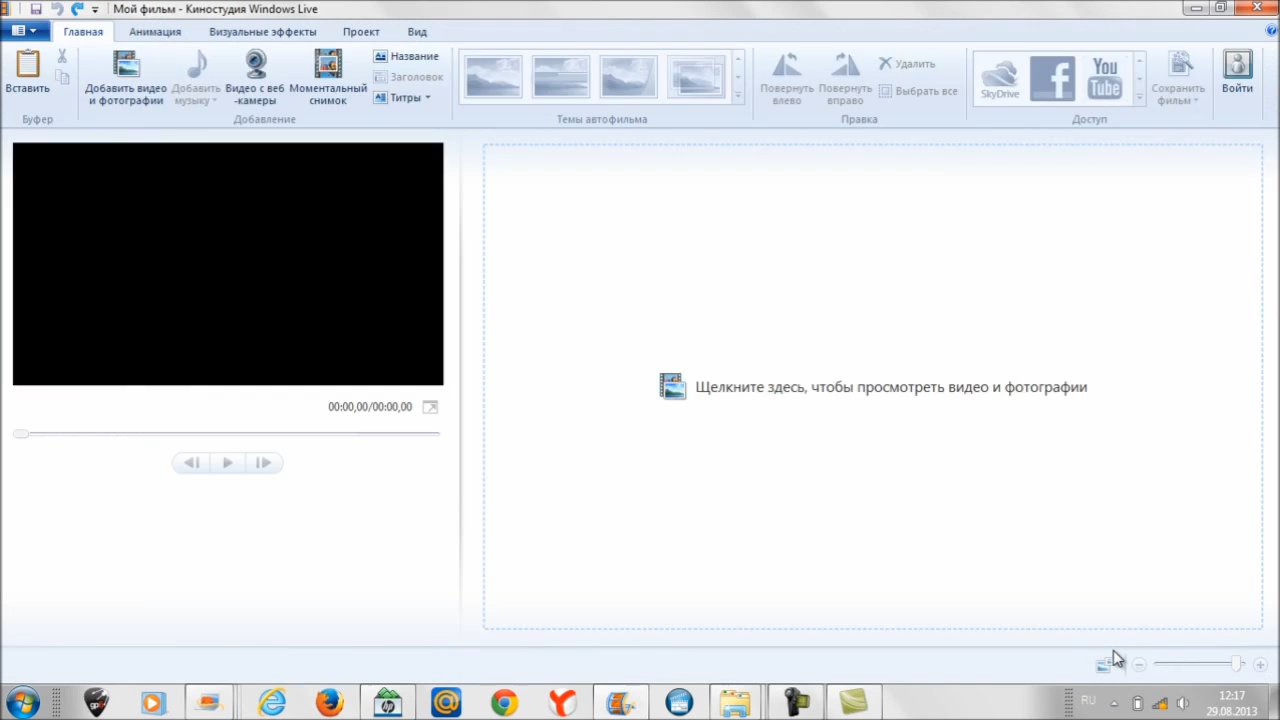 Мой фильм - Киностудия Windows Live
Главная Анимация Визуальные эффекты Проект Вид
Вставить
Буфер
Добавить видео
и фотографии
Добавить
музыку
Видео с веб
-камеры
Моментальный
снимок
Название
Заголовок
Титры
Добавление
Темы автофильма
Повернуть
влево
Повернуть
вправо
Удалить
Выбрать все
Правка
SkyDrive
f
You
Tube
Сохранить
фильм
Доступ
Войти
00:00,00/00:00,00
Щелкните здесь, чтобы просмотреть видео и фотографии
RU
12:17
29.08.2013